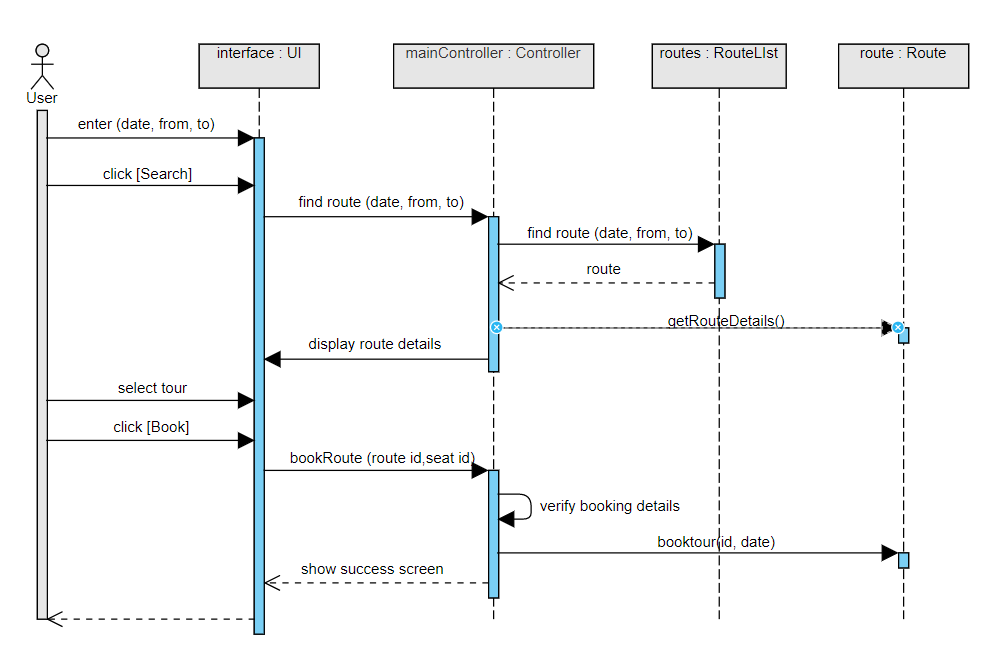 interface : UI
mainController : Controller
routes : RouteLIst
route : Route
User
enter (date, from, to)
click [Search]
find route (date, from, to)
find route (date, from, to)
route
getRouteDetails()
display route details
select tour
click [Book]
bookRoute (route id,seat id)
verify booking details
booktour(id, date)
show success screen